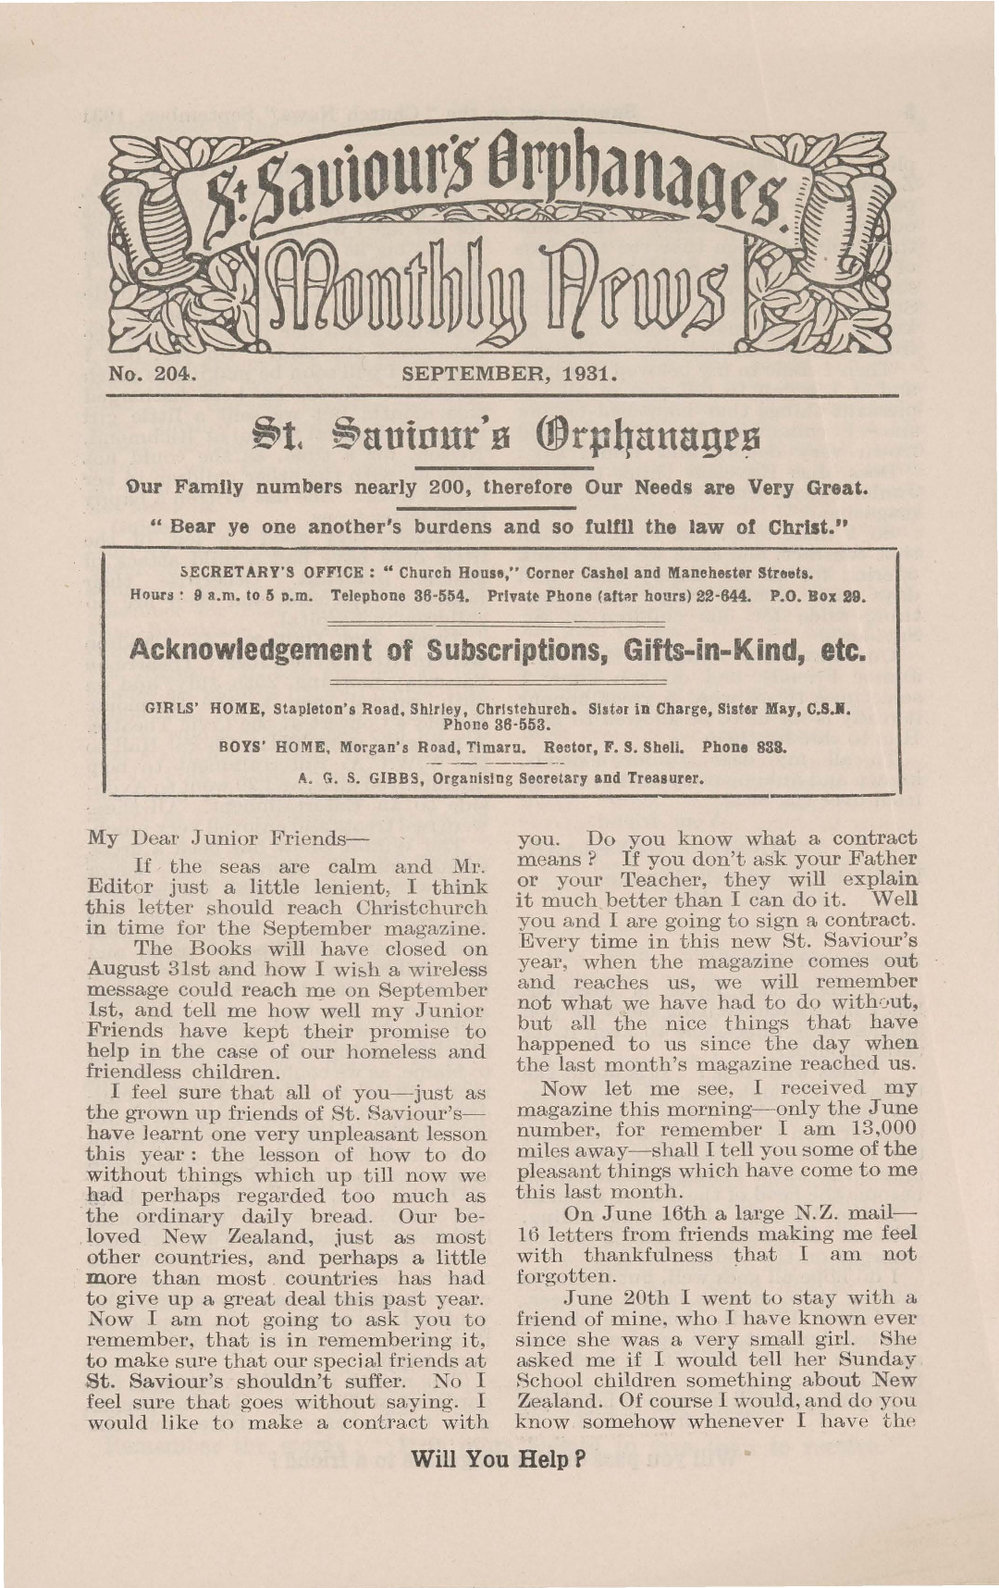 St. Saviour's Orphanages.
Monthly News
No. 204.
SEPTEMBER, 1931.
St. Saviour's Orphanages
Our Family numbers nearly 200, therefore Our Needs are Very Great.
“ Bear ye one another's burdens and so fulfil the law of Christ.”
SECRETARY'S OFFICE : “ Church House,” Corner Cashel and Manchester Streets.
Hours : 9 a.m. to 5 p.m. Telephone 36-554. Private Phone (after hours) 22-644. P.O. Box 29.
Acknowledgement of Subscriptions, Gifts-in-Kind, etc.
GIRLS' HOME, Stapleton's Road, Shirley, Christchurch. Sister in Charge, Sister May, C.S.N.
Phone 36-553.
BOYS' HOME, Morgan's Road, Timaru. Rector, F. S. Shell. Phone 838.
A. G. S. GIBBS, Organising Secretary and Treasurer.
My Dear Junior Friends—
If the seas are calm and Mr.
Editor just a little lenient, I think
this letter should reach Christchurch
in time for the September magazine.
The Books will have closed on
August 31st and how I wish a wireless
message could reach me on September
1st, and tell me how well my Junior
Friends have kept their promise to
help in the case of our homeless and
friendless children.
I feel sure that all of you—just as
the grown up friends of St. Saviour's—
have learnt one very unpleasant lesson
this year : the lesson of how to do
without things which up till now we
had perhaps regarded too much as
the ordinary daily bread. Our be-
loved New Zealand, just as most
other countries, and perhaps a little
more than most countries has had
to give up a great deal this past year.
Now I am not going to ask you to
remember, that is in remembering it,
to make sure that our special friends at
St. Saviour's shouldn't suffer. No I
feel sure that goes without saying. I
would like to make a contract with
you. Do you know what a contract
means ? If you don't ask your Father
or your Teacher, they will explain
it much better than I can do it. Well
you and I are going to sign a contract.
Every time in this new St. Saviour's
year, when the magazine comes out
and reaches us, we will remember
not what we have had to do without,
but all the nice things that have
happened to us since the day when
the last month's magazine reached us.
Now let me see, I received my
magazine this morning—only the June
number, for remember I am 13,000
miles away—shall I tell you some of the
pleasant things which have come to me
this last month.
On June 16th a large N.Z. mail—
16 letters from friends making me feel
with thankfulness that I am not
forgotten.
June 20th I went to stay with a
friend of mine, who I have known ever
since she was a very small girl. She
asked me if I would tell her Sunday
School children something about New
Zealand. Of course I would, and do you
know somehow whenever I have the
Will You Help ?